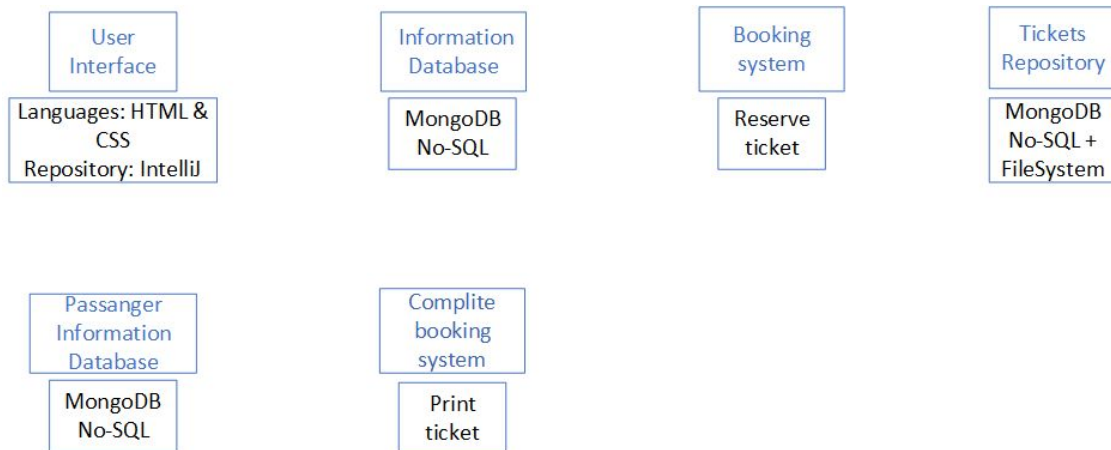 User
Interface
Languages: HTML &
CSS
Repository: IntelliJ
Information
Database
MongoDB
No-SQL
Booking
system
Reserve
ticket
Tickets
Repository
MongoDB
No-SQL +
FileSystem
Passanger
Information
Database
MongoDB
No-SQL
Complite
booking
system
Print
ticket